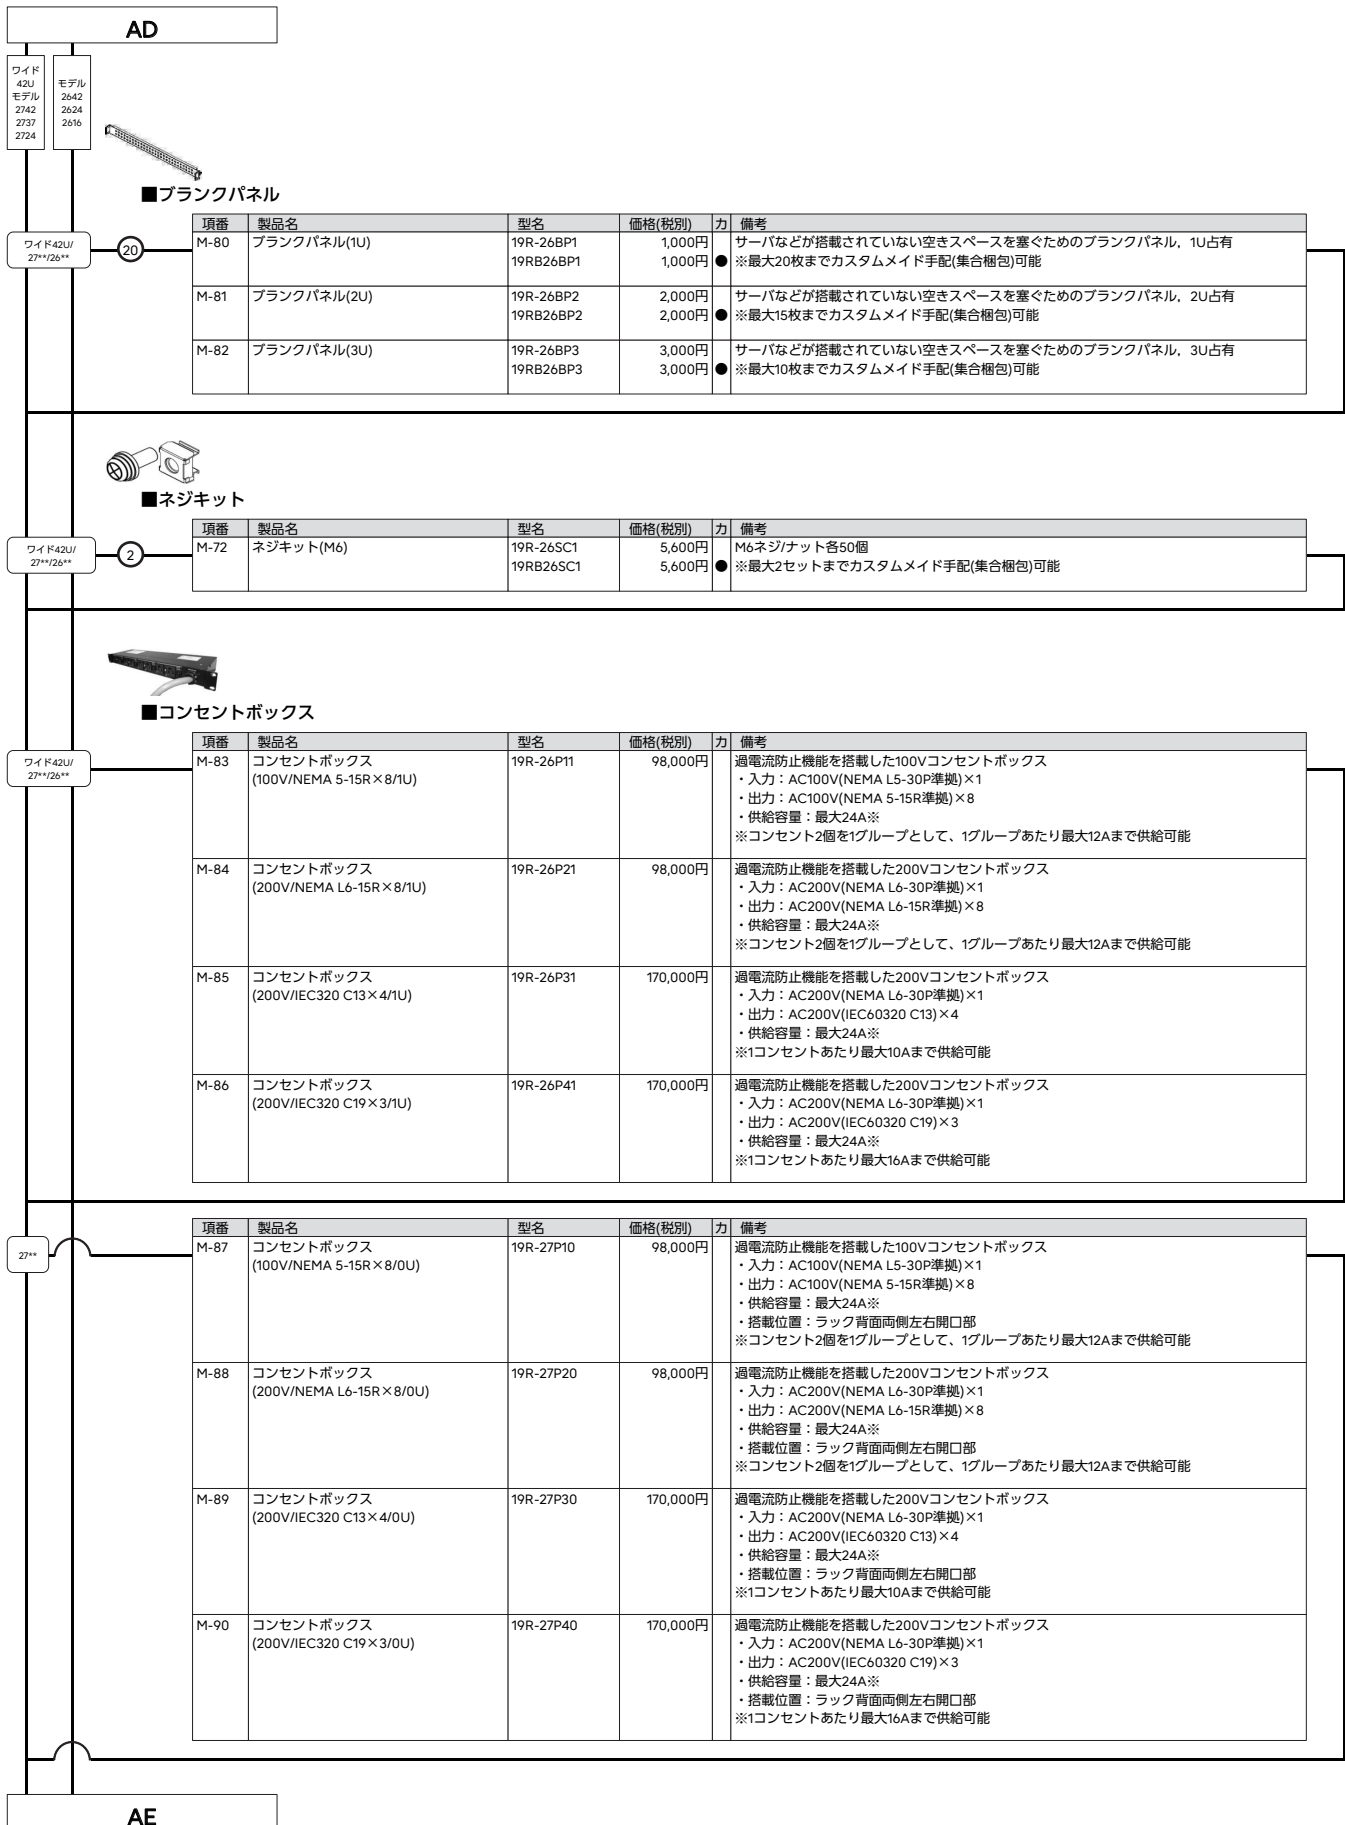 AD
ワイド
42U
モデル
2742
2737
2724
モデル
2642
2624
2616
■ブランクパネル
項番 製品名 型名 価格(税別) カ 備考
ワイド42U/
27**/26**
20
M-80 ブランクパネル(1U) 19R-26BP1 1,000円 サーバなどが搭載されていない空きスペースを塞ぐためのブランクパネル，1U占有
19RB26BP1 1,000円 ● ※最大20枚までカスタムメイド手配(集合梱包)可能
M-81 ブランクパネル(2U) 19R-26BP2 2,000円 サーバなどが搭載されていない空きスペースを塞ぐためのブランクパネル，2U占有
19RB26BP2 2,000円 ● ※最大15枚までカスタムメイド手配(集合梱包)可能
M-82 ブランクパネル(3U) 19R-26BP3 3,000円 サーバなどが搭載されていない空きスペースを塞ぐためのブランクパネル，3U占有
19RB26BP3 3,000円 ● ※最大10枚までカスタムメイド手配(集合梱包)可能
■ネジキット
項番 製品名 型名 価格(税別) カ 備考
ワイド42U/
27**/26**
2
M-72 ネジキット(M6) 19R-26SC1 5,600円 M6ネジ/ナット各50個
19RB26SC1 5,600円 ● ※最大2セットまでカスタムメイド手配(集合梱包)可能
■コンセントボックス
項番 製品名 型名 価格(税別) カ 備考
ワイド42U/
27**/26**
M-83 コンセントボックス 19R-26P11 98,000円 過電流防止機能を搭載した100Vコンセントボックス
(100V/NEMA 5-15R×8/1U) ・入力：AC100V(NEMA L5-30P準拠)×1
・出力：AC100V(NEMA 5-15R準拠)×8
・供給容量：最大24A※
※コンセント2個を1グループとして、1グループあたり最大12Aまで供給可能
M-84 コンセントボックス 19R-26P21 98,000円 過電流防止機能を搭載した200Vコンセントボックス
(200V/NEMA L6-15R×8/1U) ・入力：AC200V(NEMA L6-30P準拠)×1
・出力：AC200V(NEMA L6-15R準拠)×8
・供給容量：最大24A※
※コンセント2個を1グループとして、1グループあたり最大12Aまで供給可能
M-85 コンセントボックス 19R-26P31 170,000円 過電流防止機能を搭載した200Vコンセントボックス
(200V/IEC320 C13×4/1U) ・入力：AC200V(NEMA L6-30P準拠)×1
・出力：AC200V(IEC60320 C13)×4
・供給容量：最大24A※
※1コンセントあたり最大10Aまで供給可能
M-86 コンセントボックス 19R-26P41 170,000円 過電流防止機能を搭載した200Vコンセントボックス
(200V/IEC320 C19×3/1U) ・入力：AC200V(NEMA L6-30P準拠)×1
・出力：AC200V(IEC60320 C19)×3
・供給容量：最大24A※
※1コンセントあたり最大16Aまで供給可能
項番 製品名 型名 価格(税別) カ 備考
27**
M-87 コンセントボックス 19R-27P10 98,000円 過電流防止機能を搭載した100Vコンセントボックス
(100V/NEMA 5-15R×8/0U) ・入力：AC100V(NEMA L5-30P準拠)×1
・出力：AC100V(NEMA 5-15R準拠)×8
・供給容量：最大24A※
・搭載位置：ラック背面両側左右開口部
※コンセント2個を1グループとして、1グループあたり最大12Aまで供給可能
M-88 コンセントボックス 19R-27P20 98,000円 過電流防止機能を搭載した200Vコンセントボックス
(200V/NEMA L6-15R×8/0U) ・入力：AC200V(NEMA L6-30P準拠)×1
・出力：AC200V(NEMA L6-15R準拠)×8
・供給容量：最大24A※
・搭載位置：ラック背面両側左右開口部
※コンセント2個を1グループとして、1グループあたり最大12Aまで供給可能
M-89 コンセントボックス 19R-27P30 170,000円 過電流防止機能を搭載した200Vコンセントボックス
(200V/IEC320 C13×4/0U) ・入力：AC200V(NEMA L6-30P準拠)×1
・出力：AC200V(IEC60320 C13)×4
・供給容量：最大24A※
・搭載位置：ラック背面両側左右開口部
※1コンセントあたり最大10Aまで供給可能
M-90 コンセントボックス 19R-27P40 170,000円 過電流防止機能を搭載した200Vコンセントボックス
(200V/IEC320 C19×3/0U) ・入力：AC200V(NEMA L6-30P準拠)×1
・出力：AC200V(IEC60320 C19)×3
・供給容量：最大24A※
・搭載位置：ラック背面両側左右開口部
※1コンセントあたり最大16Aまで供給可能
AE